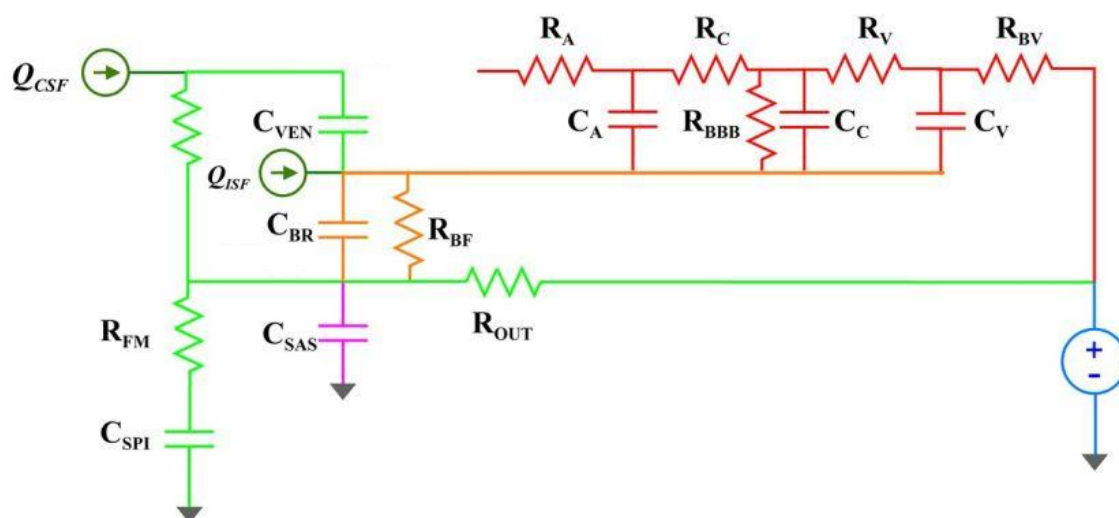 R_A
R_C
R_V
R_BV
Q_CSF
C_VEN
C_A
R_BBB
C_C
C_V
Q_ISF
C_BR
R_BF
R_FM
C_SAS
R_OUT
+
-
C_SPI